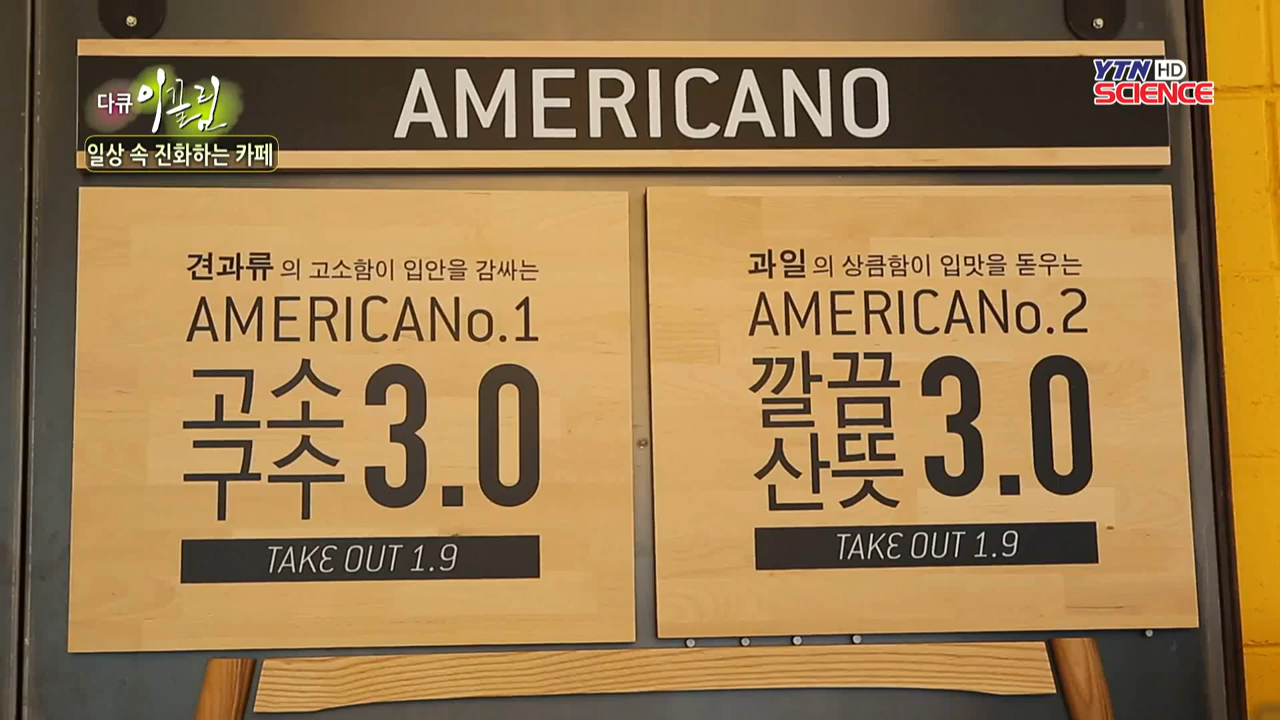 다큐 이끌림
일상 속 진화하는 카페
YTN HD
SCIENCE
AMERICANO
견과류의 고소함이 입안을 감싸는
AMERICANo.1
고소
구수
3.0
TAKE OUT 1.9
과일의 상큼함이 입맛을 돋우는
AMERICANo.2
깔끔
산뜻
3.0
TAKE OUT 1.9